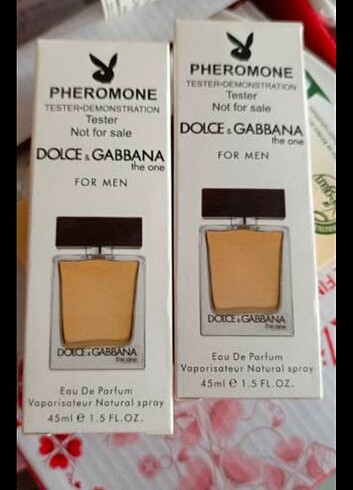 PHEROMONE
TESTER-DEMONSTRATION
Tester
Not for sale
DOLCE & GABBANA
the one
FOR MEN
DOLCE & GABBANA
the one
Eau De Parfum
Vaporisateur Natural spray
45ml e 1.5 FL.OZ.
PHEROMONE
TESTER-DEMONSTRATION
Tester
Not for sale
DOLCE & GABBANA
the one
FOR MEN
DOLCE & GABBANA
the one
Eau De Parfum
Vaporisateur Natural spray
45ml e 1.5 FL.OZ.